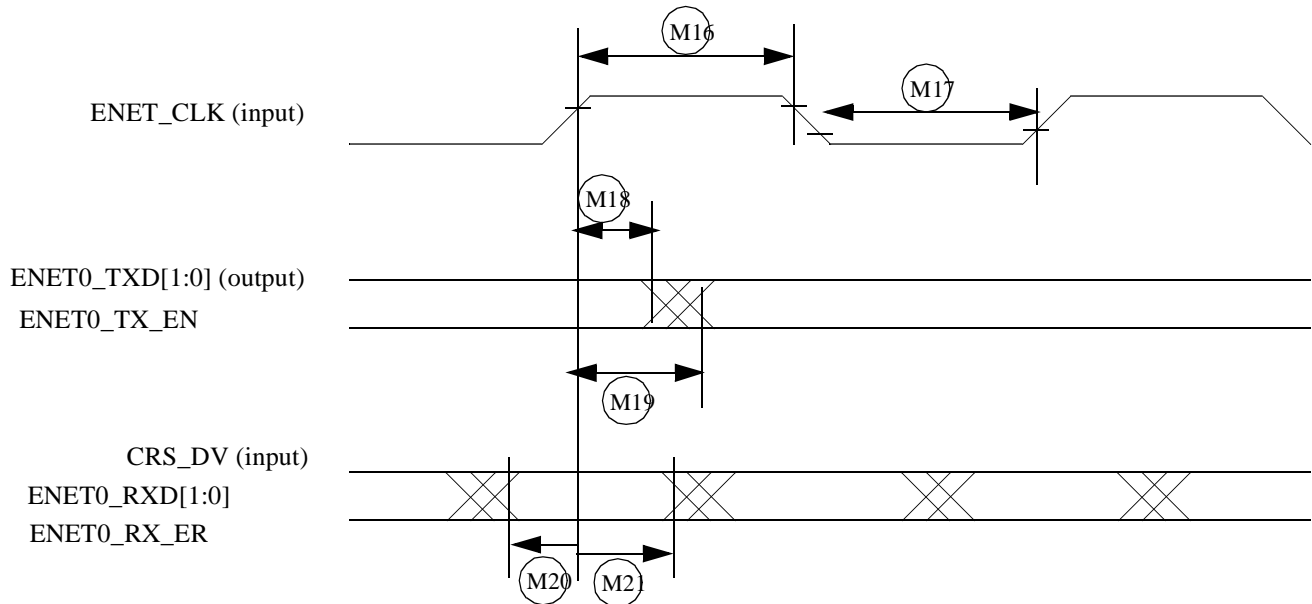 M16
M17
ENET_CLK (input)
M18
ENET0_TXD[1:0] (output)
ENET0_TX_EN
M19
CRS_DV (input)
ENET0_RXD[1:0]
ENET0_RX_ER
M20
M21